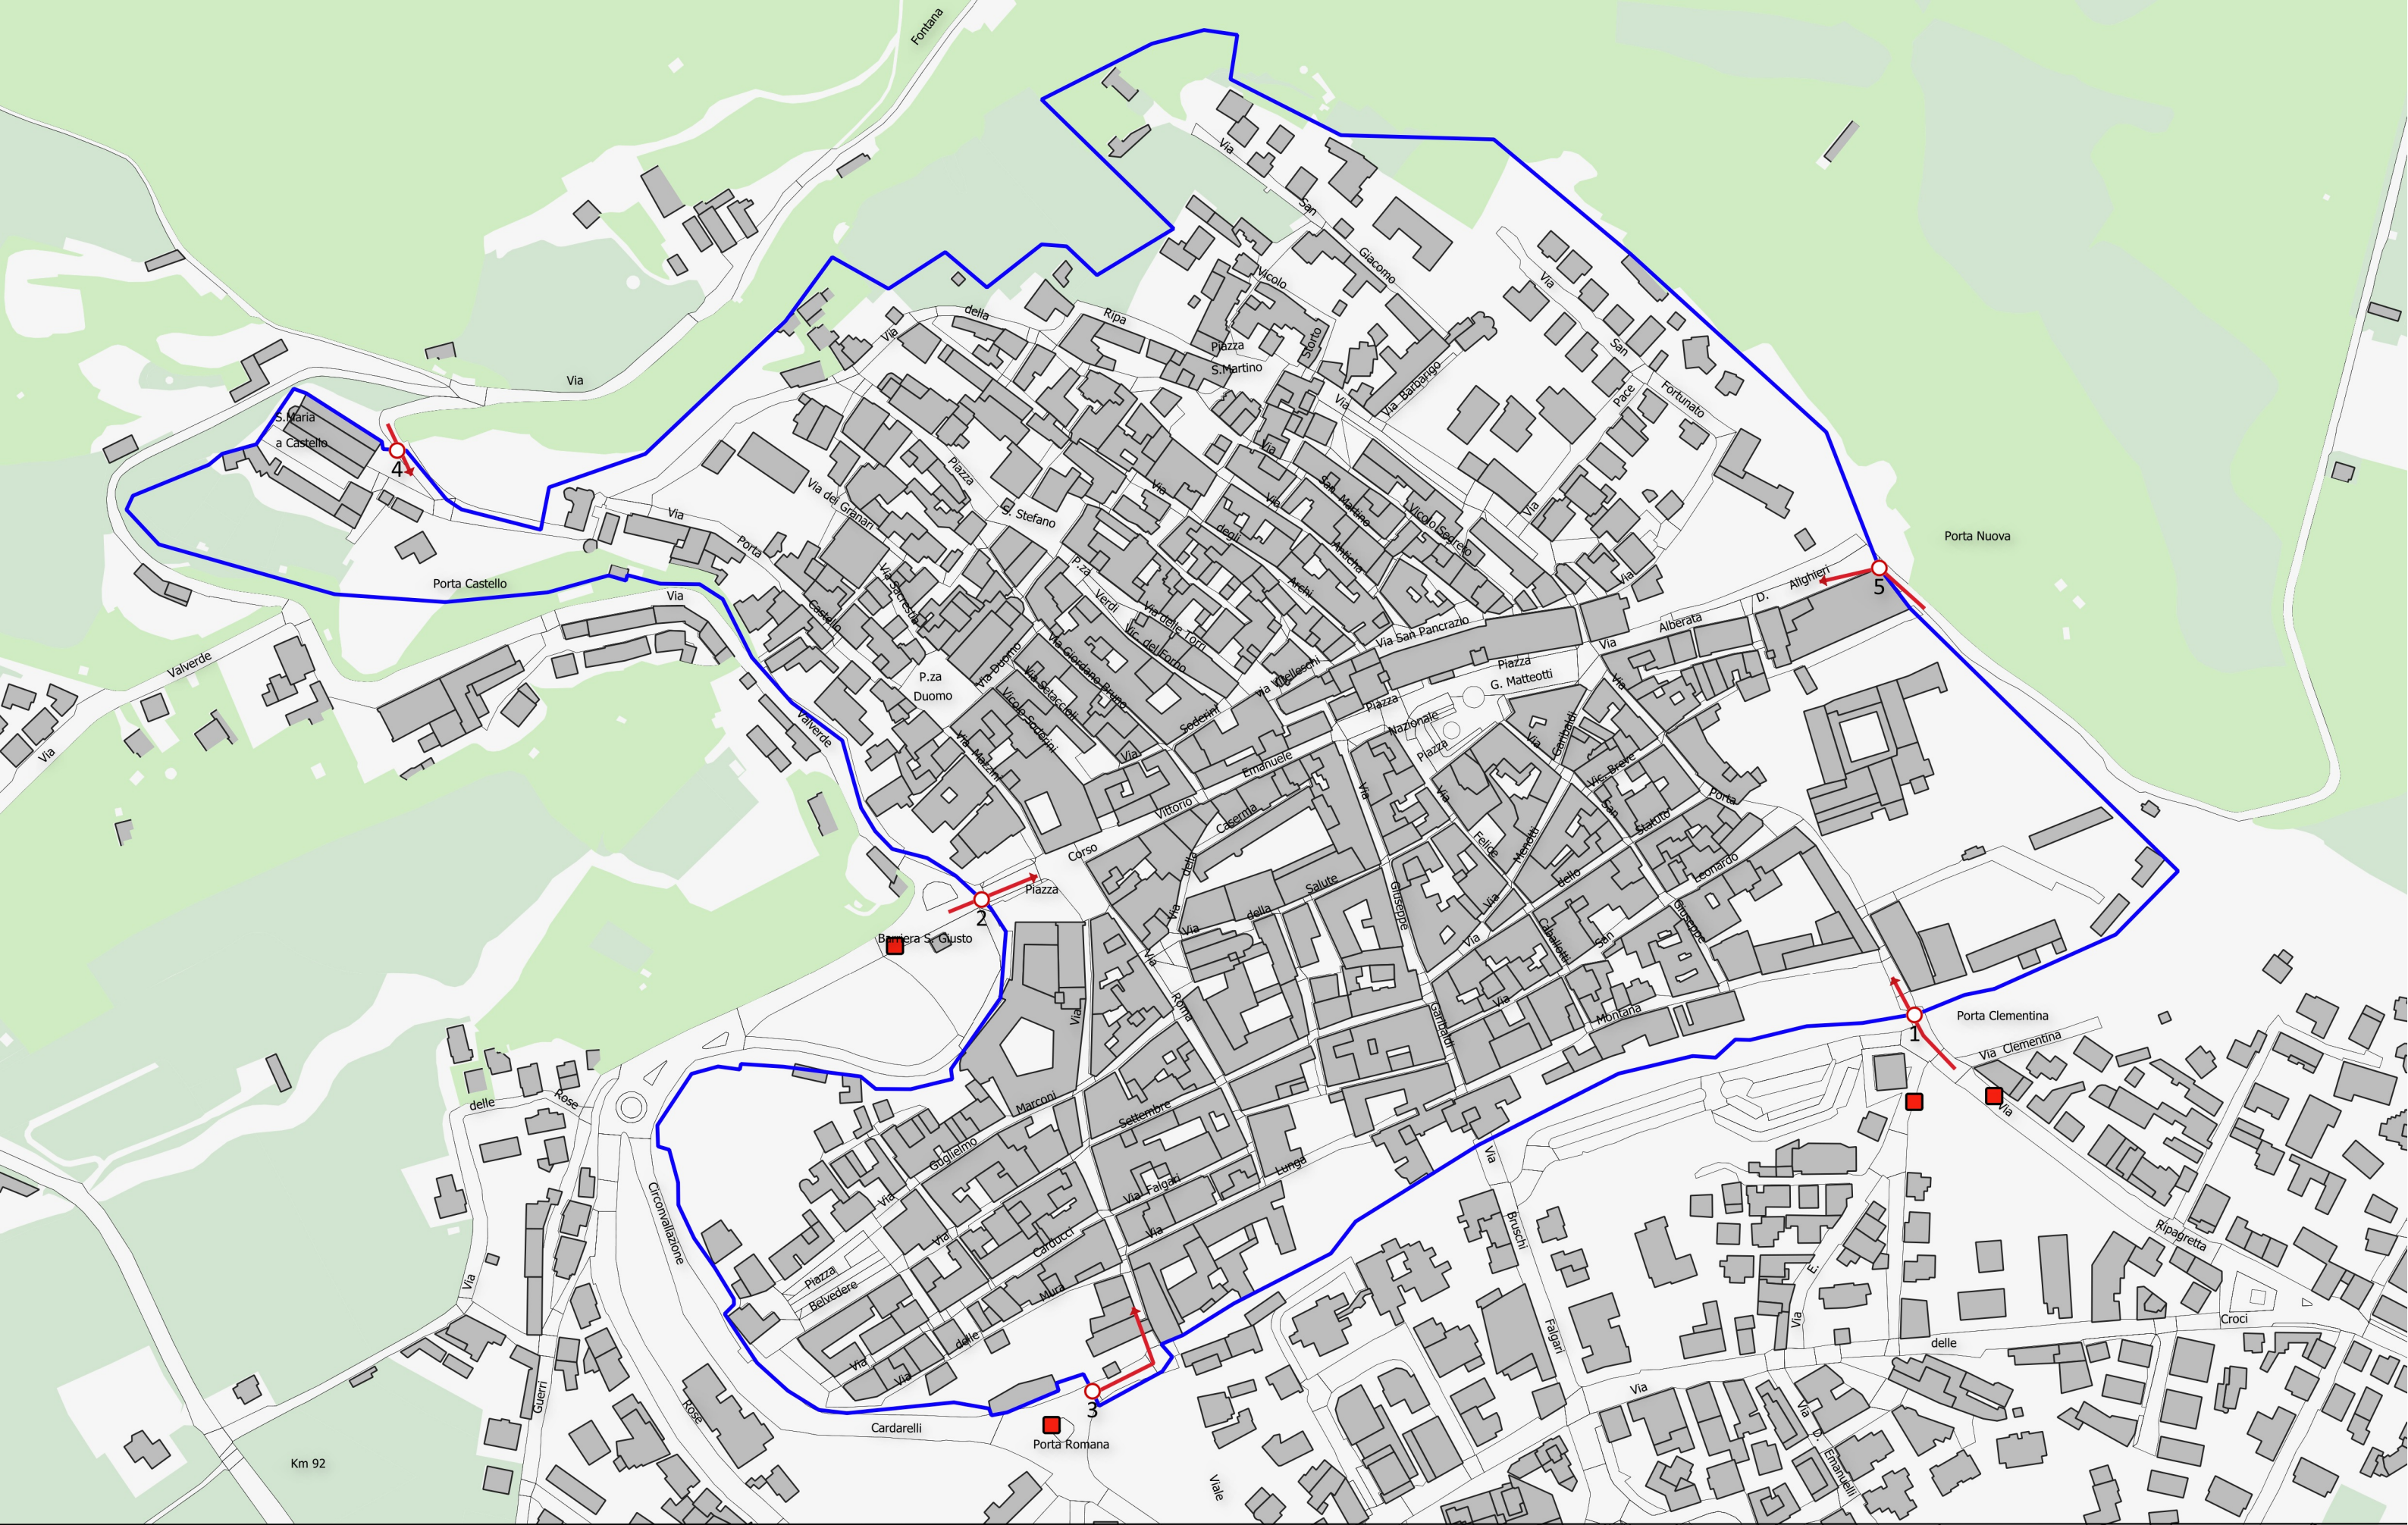 Fontana
Via
San
Giacomo
Vicolo
Storto
della
Ripa
Via
Piazza
S.Martino
Via
San
Fortunato
Pace
Via
Via Barbarigo
Via
Via
S.Maria
a Castello
4
Via
Piazza
S. Stefano
Via dei Granari
Via
Porta
Castello
Via
degli
Archi
Via
San Martino
Vicolo Segreto
Via
Antica
Via
Porta Nuova
5
D.
Alighieri
Alberata
Via
Porta Castello
Via
Valverde
Via
Valverde
Via Sacrestia
P.za
Verdi
Via delle Torri
Vic. del Forno
Via San Pancrazio
Piazza
G. Matteotti
P.za
Duomo
Via Duomo
Via Giordano Bruno
Via Setaccioli
Vicolo Soderini
via Vitelleschi
Soderini
Via
Piazza
Nazionale
Piazza
Via
Garibaldi
Via
Via Mazzini
Emanuele
Vittorio
Corso
Caserma
della
Via
Via
Giuseppe
Garibaldi
Via
Felice
Cavallotti
Vic. Breve
San
Giuseppe
Porta
Menotti
Via
Statuto
dello
Via
Leonardo
San
Via
Piazza
2
Barriera S. Giusto
Salute
della
Via
Via
Roma
Via
Montana
1
Porta Clementina
Via Clementina
Via
Ripagretta
delle
Rose
Via
Guerri
Circonvallazione
Rose
Marconi
Guglielmo
Via
Settembre
Via
Via Falgari
Lunga
Via
Carducci
Via
Mura
delle
Via
Piazza
Belvedere
Via
Bruschi
Falgari
E.
Via
Croci
delle
Via
Via
D.
Emanuelli
3
Porta Romana
Cardarelli
Viale
Km 92